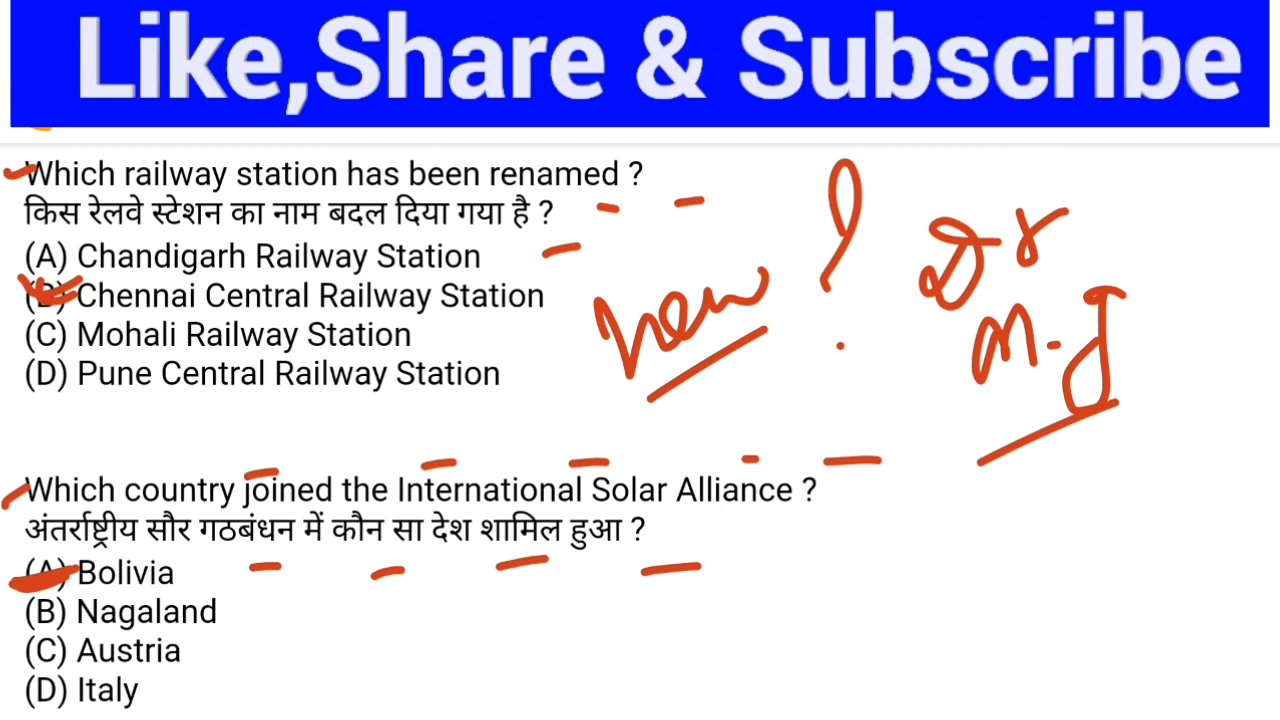 Like,Share & Subscribe
Which railway station has been renamed ?
किस रेलवे स्टेशन का नाम बदल दिया गया है ?
(A) Chandigarh Railway Station
(B) Chennai Central Railway Station
(C) Mohali Railway Station
(D) Pune Central Railway Station
new ?
Dr
M-J
Which country joined the International Solar Alliance ?
अंतर्राष्ट्रीय सौर गठबंधन में कौन सा देश शामिल हुआ ?
(A) Bolivia
(B) Nagaland
(C) Austria
(D) Italy